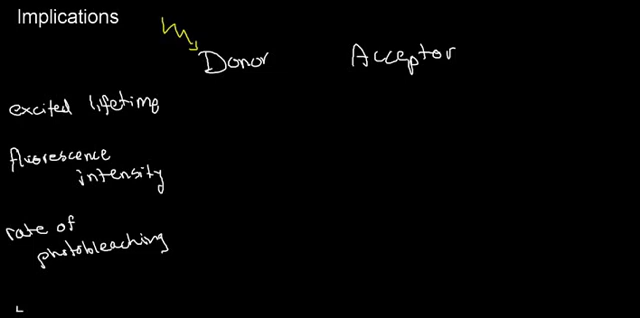 Implications
Donor Acceptor
excited lifetime
fluorescence
intensity
rate of
photobleaching